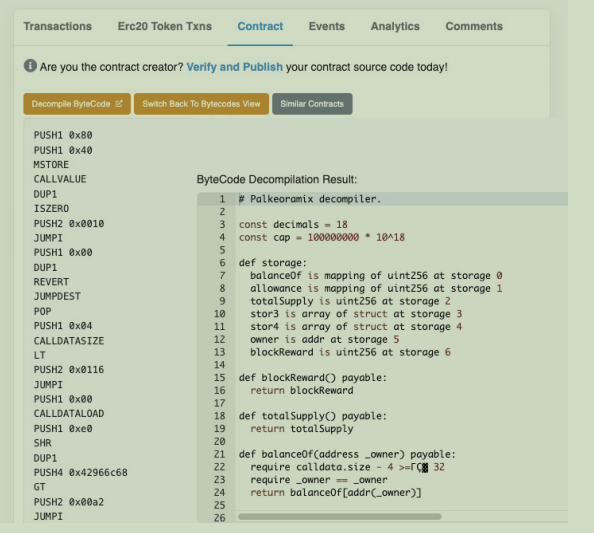 Transactions Erc20 Token Txns Contract Events Analytics Comments
Are you the contract creator? Verify and Publish your contract source code today!
Decompile ByteCode Switch Back To Bytecodes View Similar Contracts
PUSH1 0x80
PUSH1 0x40
MSTORE
CALLVALUE
DUP1
ISZERO
PUSH2 0x0010
JUMPI
PUSH1 0x00
DUP1
REVERT
JUMPDEST
POP
PUSH1 0x04
CALLDATASIZE
LT
PUSH2 0x0116
JUMPI
PUSH1 0x00
CALLDATALOAD
PUSH1 0xe0
SHR
DUP1
PUSH4 0x42966c68
GT
PUSH2 0x00a2
JUMPI
ByteCode Decompilation Result:
1 # Palkeoramix decompiler.
2
3 const decimals = 18
4 const cap = 100000000 * 10^18
5
6 def storage:
7 balanceOf is mapping of uint256 at storage 0
8 allowance is mapping of uint256 at storage 1
9 totalSupply is uint256 at storage 2
10 stor3 is array of struct at storage 3
11 stor4 is array of struct at storage 4
12 owner is addr at storage 5
13 blockReward is uint256 at storage 6
14
15 def blockReward() payable:
16 return blockReward
17
18 def totalSupply() payable:
19 return totalSupply
20
21 def balanceOf(address _owner) payable:
22 require calldata.size - 4 >= 32
23 require _owner == _owner
24 return balanceOf[addr(_owner)]
25
26